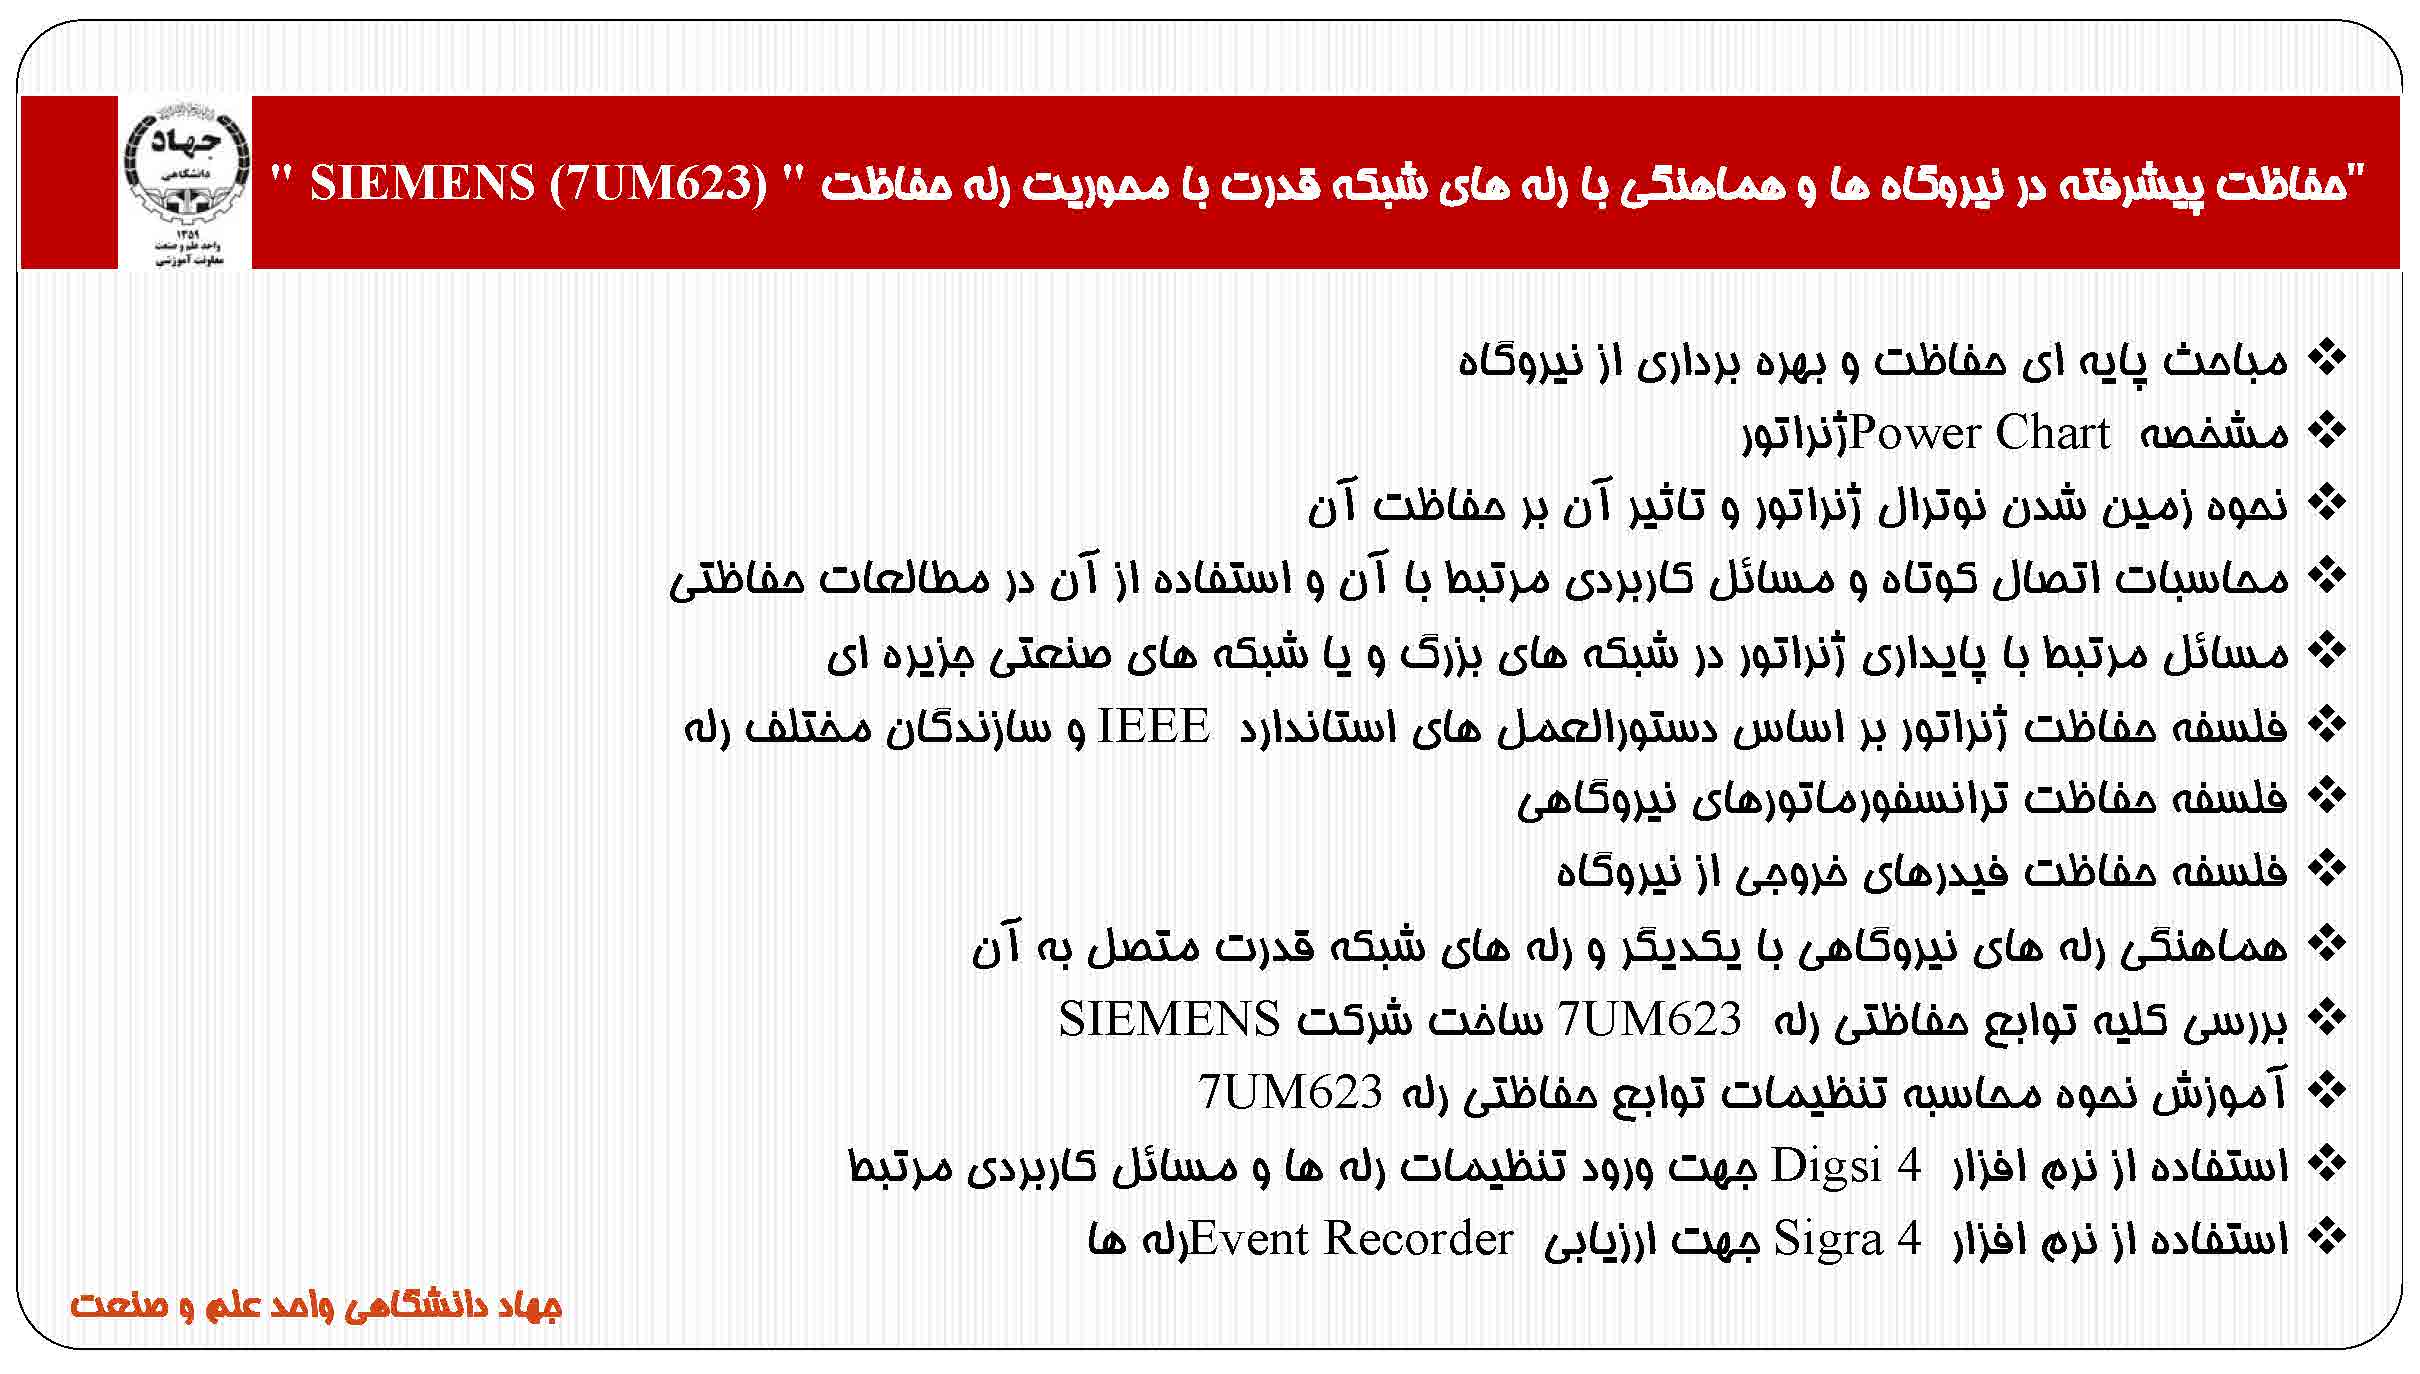 "حفاظت پیشرفته در نیروگاه ها و هماهنگی با رله های شبکه قدرت با محوریت رله حفاظت " SIEMENS (7UM623) "
جهاد
دانشگاهی
۱۳۵۹
واحد علم و صنعت
معاونت آموزشی
❖ مباحث پایه ای حفاظت و بهره برداری از نیروگاه
❖ مشخصه Power Chartژنراتور
❖ نحوه زمین شدن نوترال ژنراتور و تاثیر آن بر حفاظت آن
❖ محاسبات اتصال کوتاه و مسائل کاربردی مرتبط با آن و استفاده از آن در مطالعات حفاظتی
❖ مسائل مرتبط با پایداری ژنراتور در شبکه های بزرگ و یا شبکه های صنعتی جزیره ای
❖ فلسفه حفاظت ژنراتور بر اساس دستورالعمل های استاندارد IEEE و سازندگان مختلف رله
❖ فلسفه حفاظت ترانسفورماتورهای نیروگاهی
❖ فلسفه حفاظت فیدرهای خروجی از نیروگاه
❖ هماهنگی رله های نیروگاهی با یکدیگر و رله های شبکه قدرت متصل به آن
❖ بررسی کلیه توابع حفاظتی رله 7UM623 ساخت شرکت SIEMENS
❖ آموزش نحوه محاسبه تنظیمات توابع حفاظتی رله 7UM623
❖ استفاده از نرم افزار Digsi 4 جهت ورود تنظیمات رله ها و مسائل کاربردی مرتبط
❖ استفاده از نرم افزار Sigra 4 جهت ارزیابی Event Recorderرله ها
جهاد دانشگاهی واحد علم و صنعت